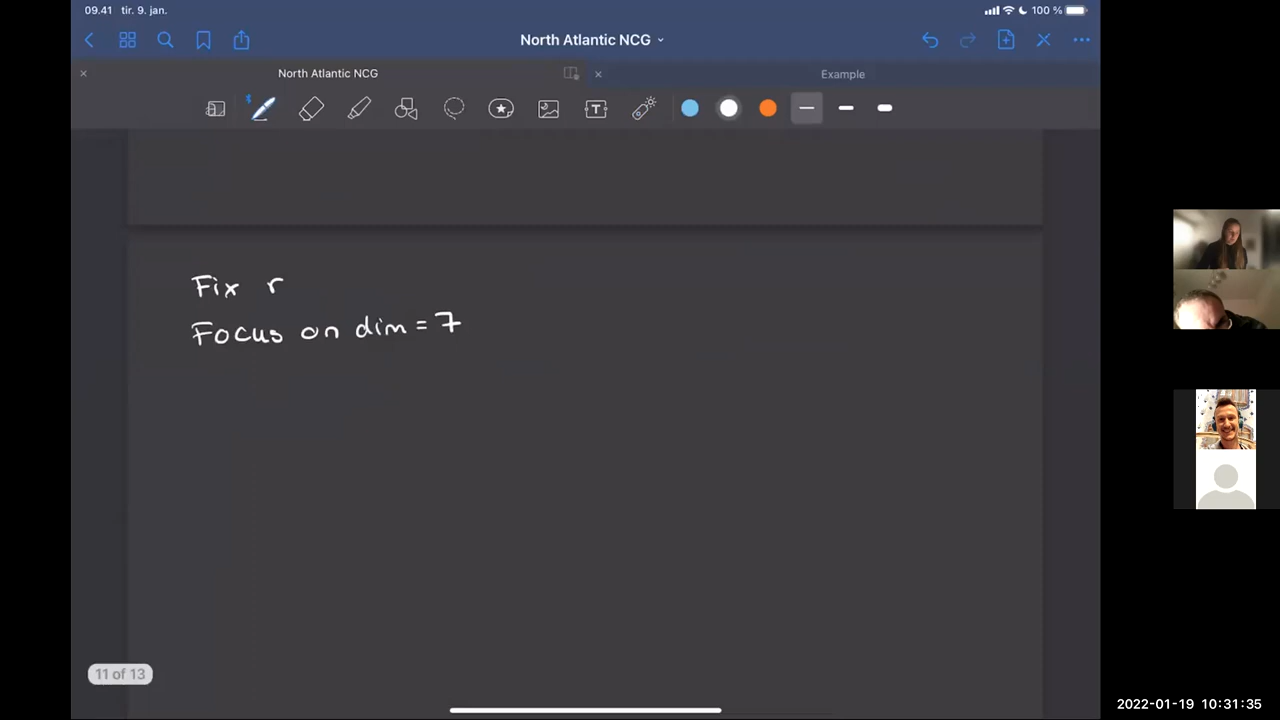 09.41 tir. 9. jan. 100 %
North Atlantic NCG
North Atlantic NCG Example
Fix r
Focus on dim = 7
11 of 13
2022-01-19 10:31:35